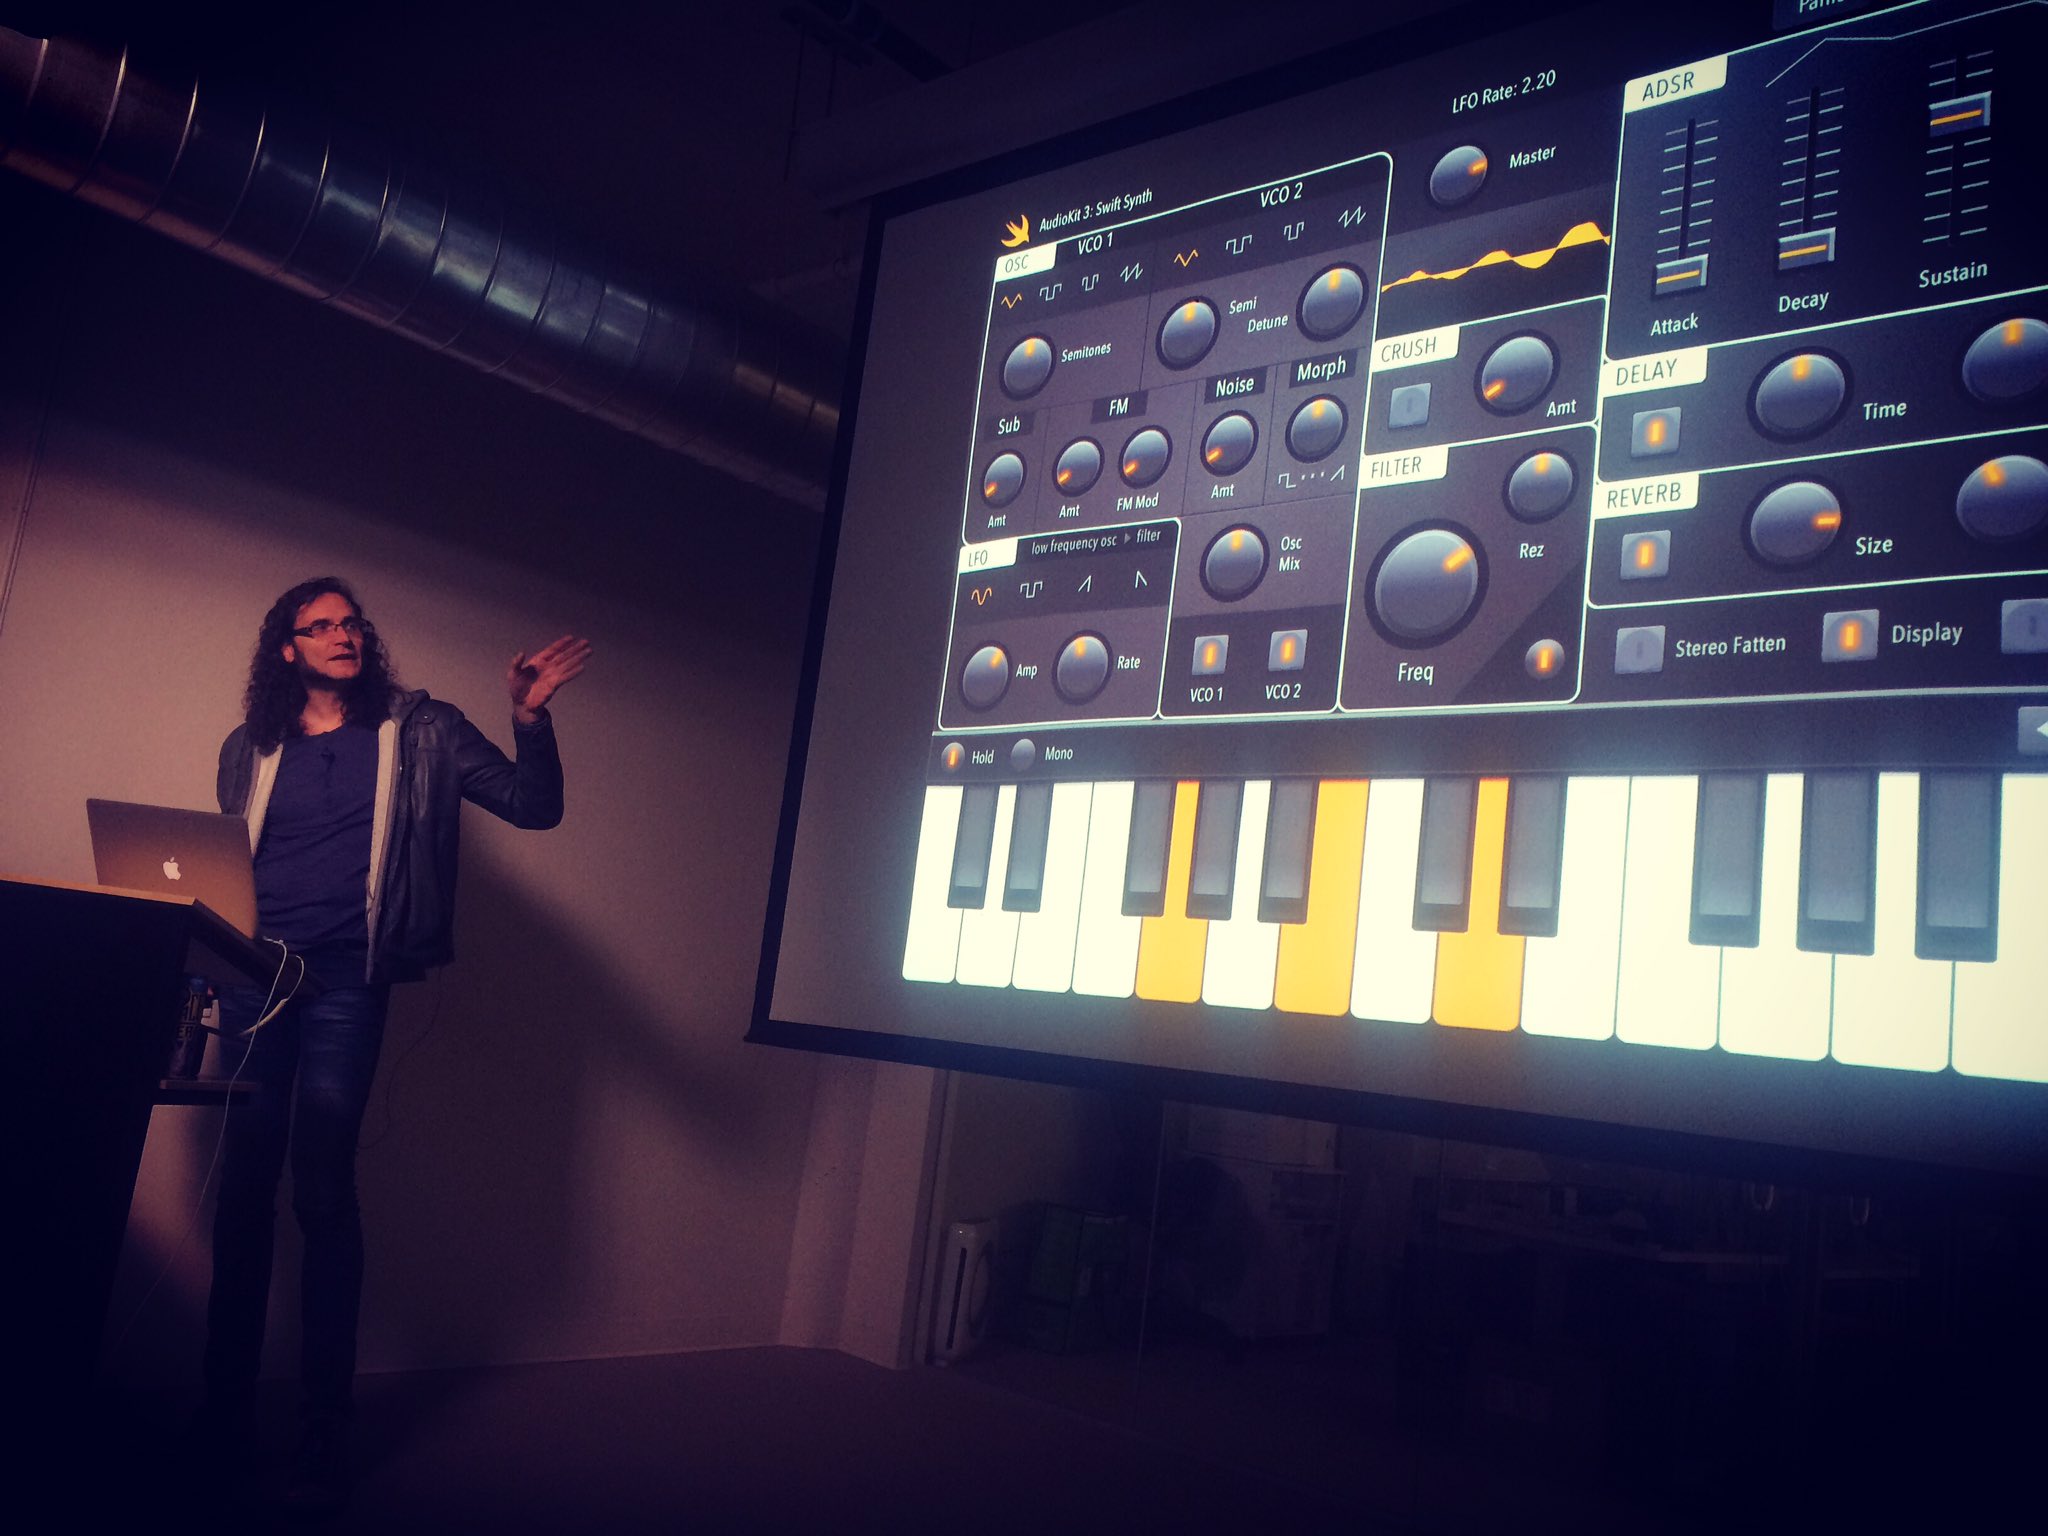 LFO Rate: 2.20
Master
AudioKit 3: Swift Synth
OSC
VCO 1
VCO 2
Semitones
Semi
Detune
Sub
FM
Noise
Morph
Amt
Amt
FM Mod
Amt
LFO
low frequency osc
filter
Amp
Rate
Osc
Mix
VCO 1
VCO 2
CRUSH
Amt
FILTER
Rez
Freq
ADSR
Attack
Decay
Sustain
DELAY
Time
REVERB
Size
Stereo Fatten
Display
Hold
Mono